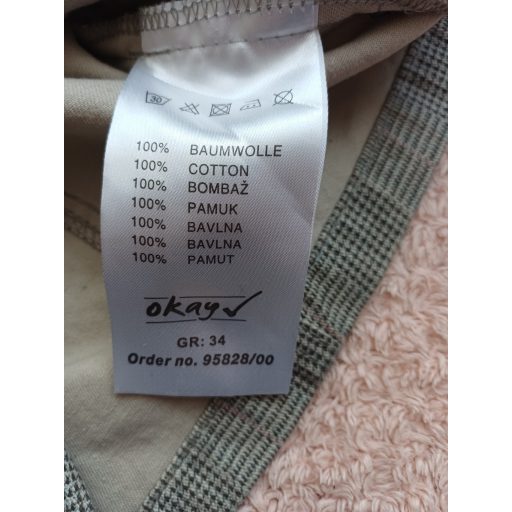 30
100% BAUMWOLLE
100% COTTON
100% BOMBAŽ
100% PAMUK
100% BAVLNA
100% BAVLNA
100% PAMUT
okay
GR: 34
Order no. 95828/00